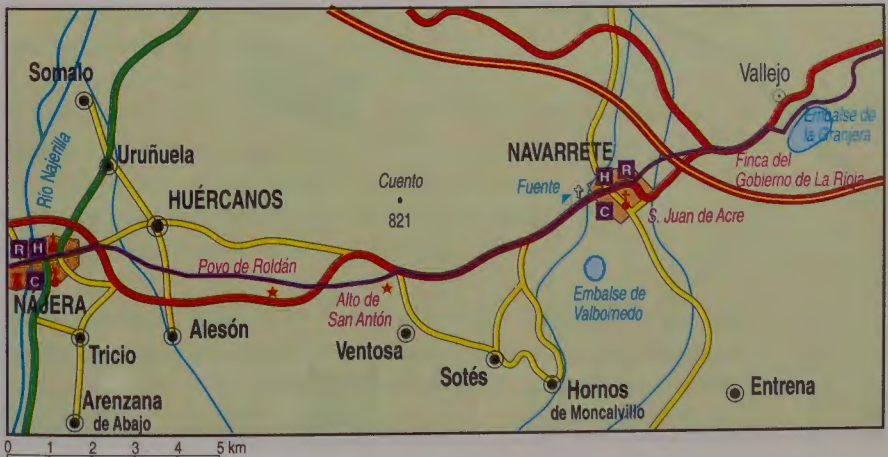 Somalo
Vallejo
Embalse de
la Granjera
Río Najerilla
Uruñuela
NAVARRETE
H R
Finca del
Gobierno de La Rioja
Cuento
821
Fuente
HUÉRCANOS
C
S. Juan de Acre
R H
Poyo de Roldán
C
Alto de
San Antón
Embalse de
Valbornedo
NÁJERA
Tricio
Alesón
Ventosa
Sotés
Hornos
de Moncalvillo
Entrena
Arenzana
de Abajo
0 1 2 3 4 5 km